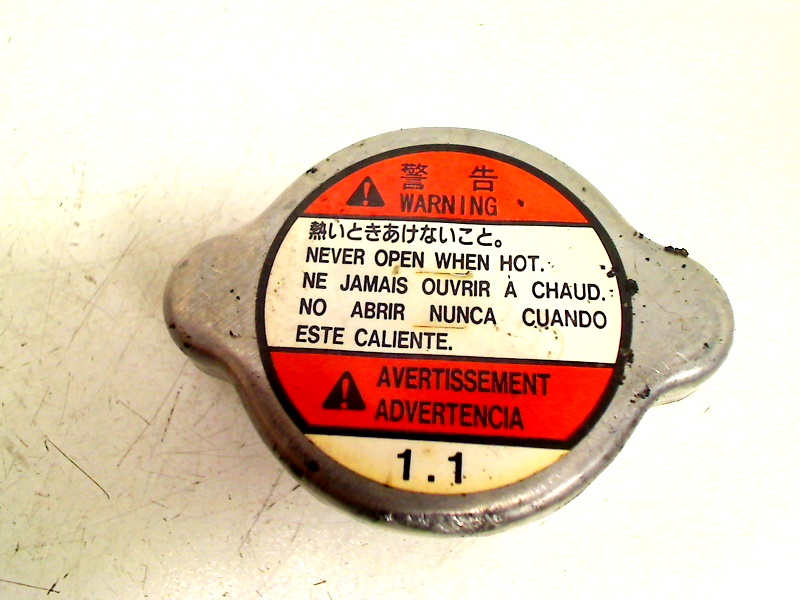 警告
WARNING
熱いときあけないこと。
NEVER OPEN WHEN HOT.
NE JAMAIS OUVRIR À CHAUD.
NO ABRIR NUNCA CUANDO
ESTE CALIENTE.
AVERTISSEMENT
ADVERTENCIA
1.1